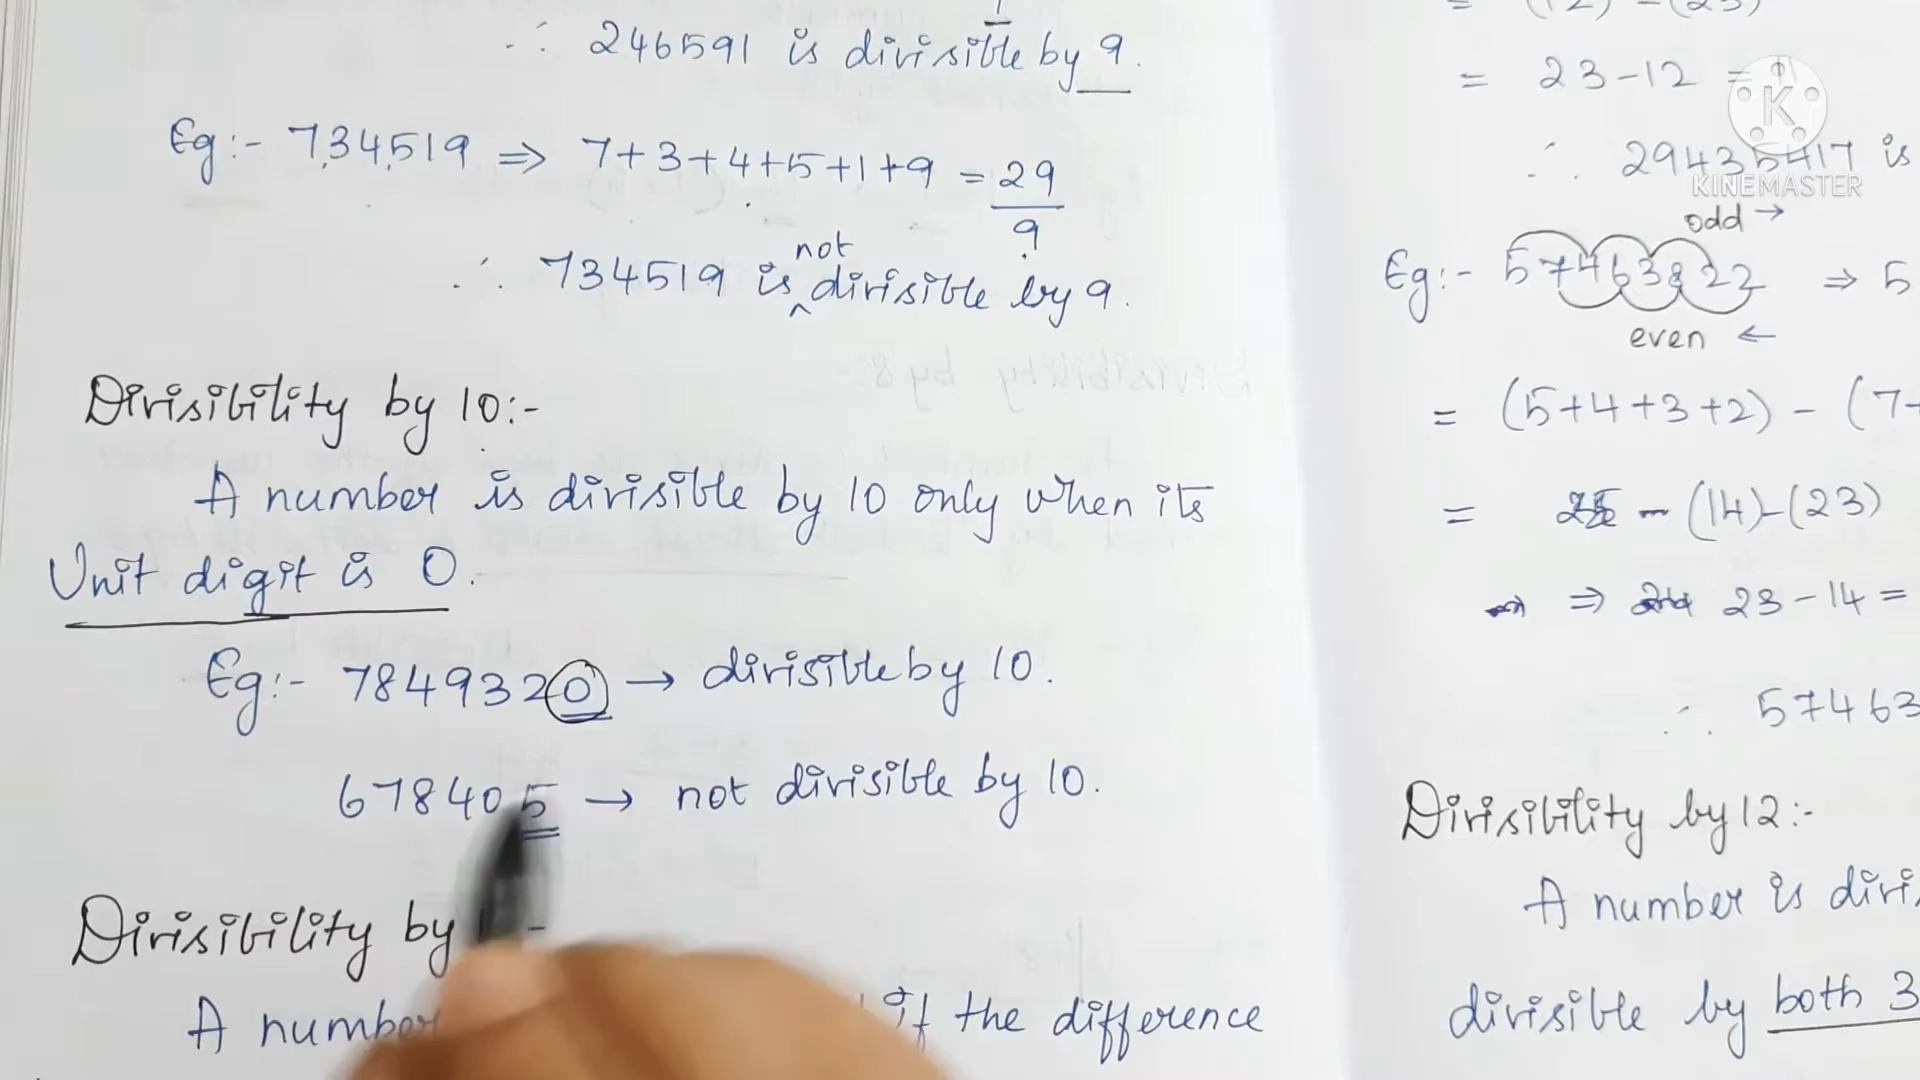 ∴ 246591 is divisible by 9.
Eg:- 734519 ⇒ 7+3+4+5+1+9 = 29/9
∴ 734519 is not divisible by 9.
Divisibility by 10:-
A number is divisible by 10 only when its
Unit digit is 0.
Eg:- 7849320 → divisible by 10.
678405 → not divisible by 10.
Divisibility by
A number if the difference
= 23-12 =
∴ 29435417 is
KINEMASTER
odd →
Eg:- 57463822 ⇒ 5
even ←
= (5+4+3+2) - (7+
= - (14)-(23)
⇒ 23-14 =
∴ 57463
Divisibility by 12:-
A number is divi
divisible by both 3